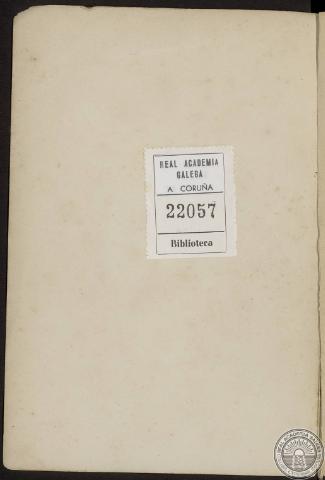 REAL ACADEMIA
GALEGA
A CORUÑA
22057
Biblioteca